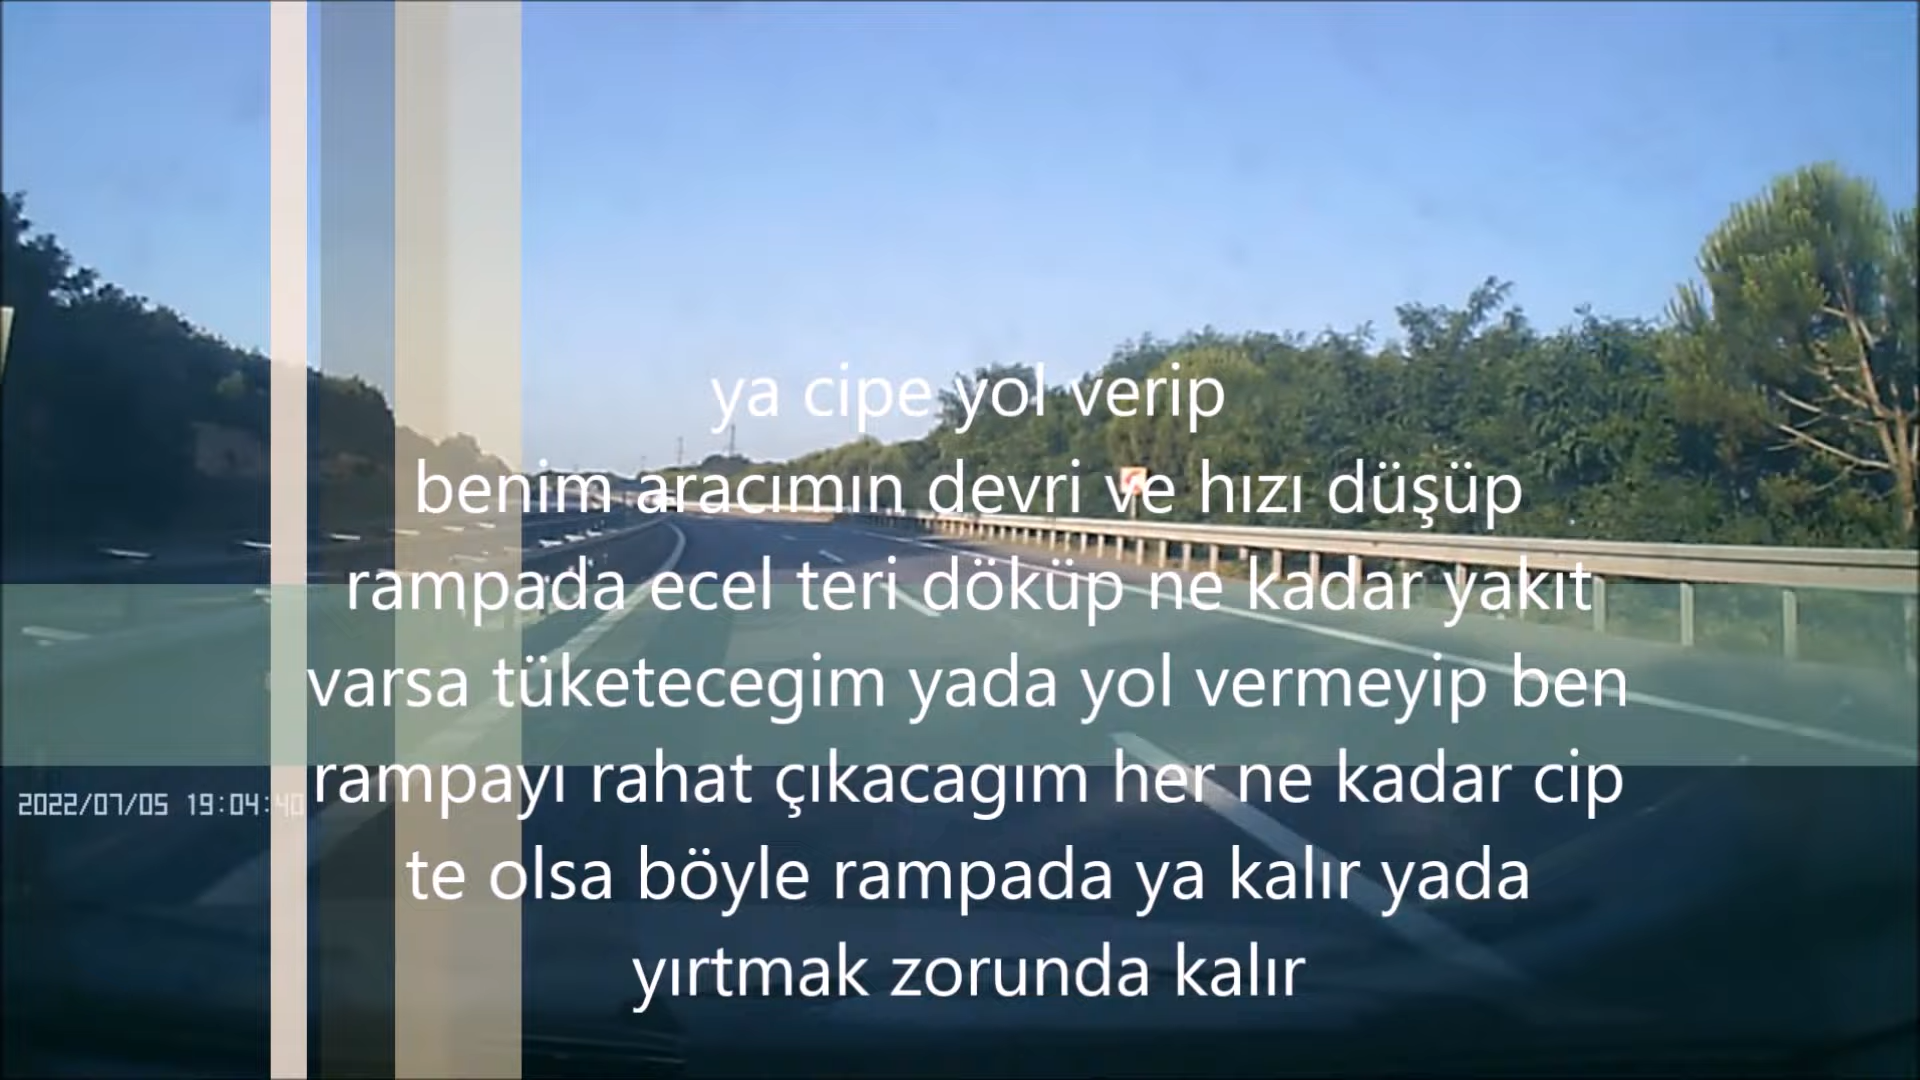 ya cipe yol verip
benim aracımın devri ve hızı düşüp
rampada ecel teri döküp ne kadar yakıt
varsa tüketecegim yada yol vermeyip ben
rampayı rahat çıkacagım her ne kadar cip
te olsa böyle rampada ya kalır yada
yırtmak zorunda kalır
2022/07/05 19:04:40